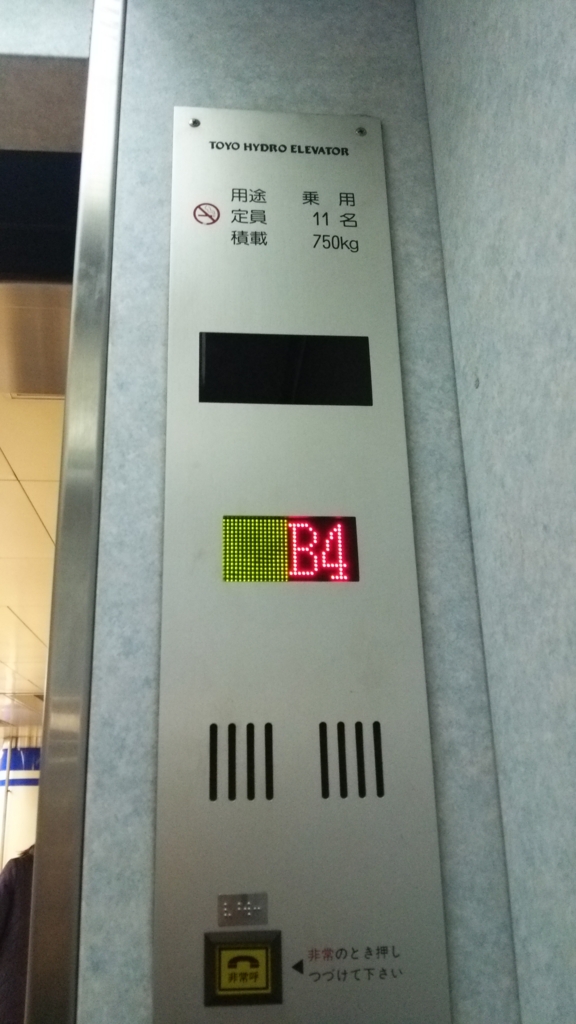 TOYO HYDRO ELEVATOR
用途 乗用
定員 11名
積載 750kg
B4
非常呼
非常のとき押し
つづけて下さい